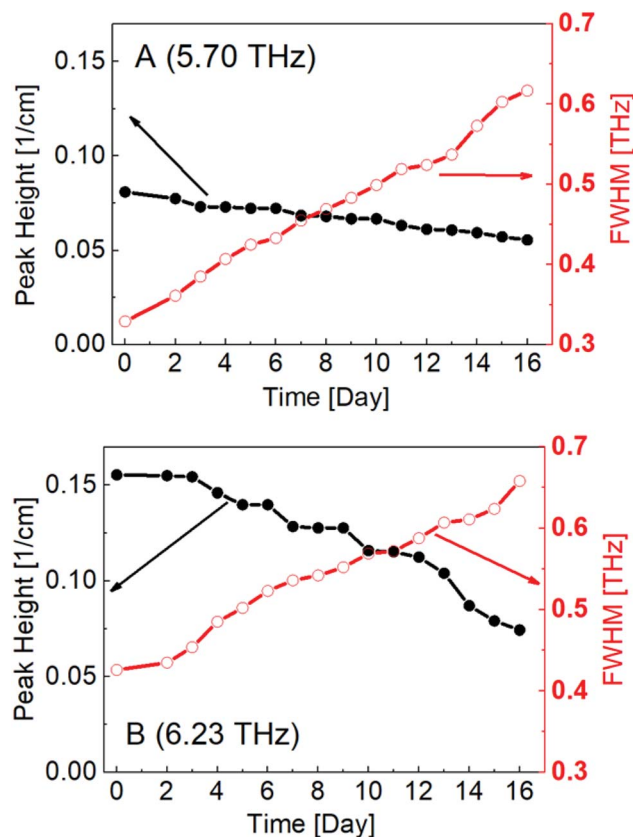 A (5.70 THz)
Peak Height [1/cm]
0.15
0.10
0.05
0.00
0.7
0.6
0.5
0.4
0.3
FWHM [THz]
0 2 4 6 8 10 12 14 16
Time [Day]
B (6.23 THz)
Peak Height [1/cm]
0.15
0.10
0.05
0.00
0.7
0.6
0.5
0.4
0.3
FWHM [THz]
0 2 4 6 8 10 12 14 16
Time [Day]